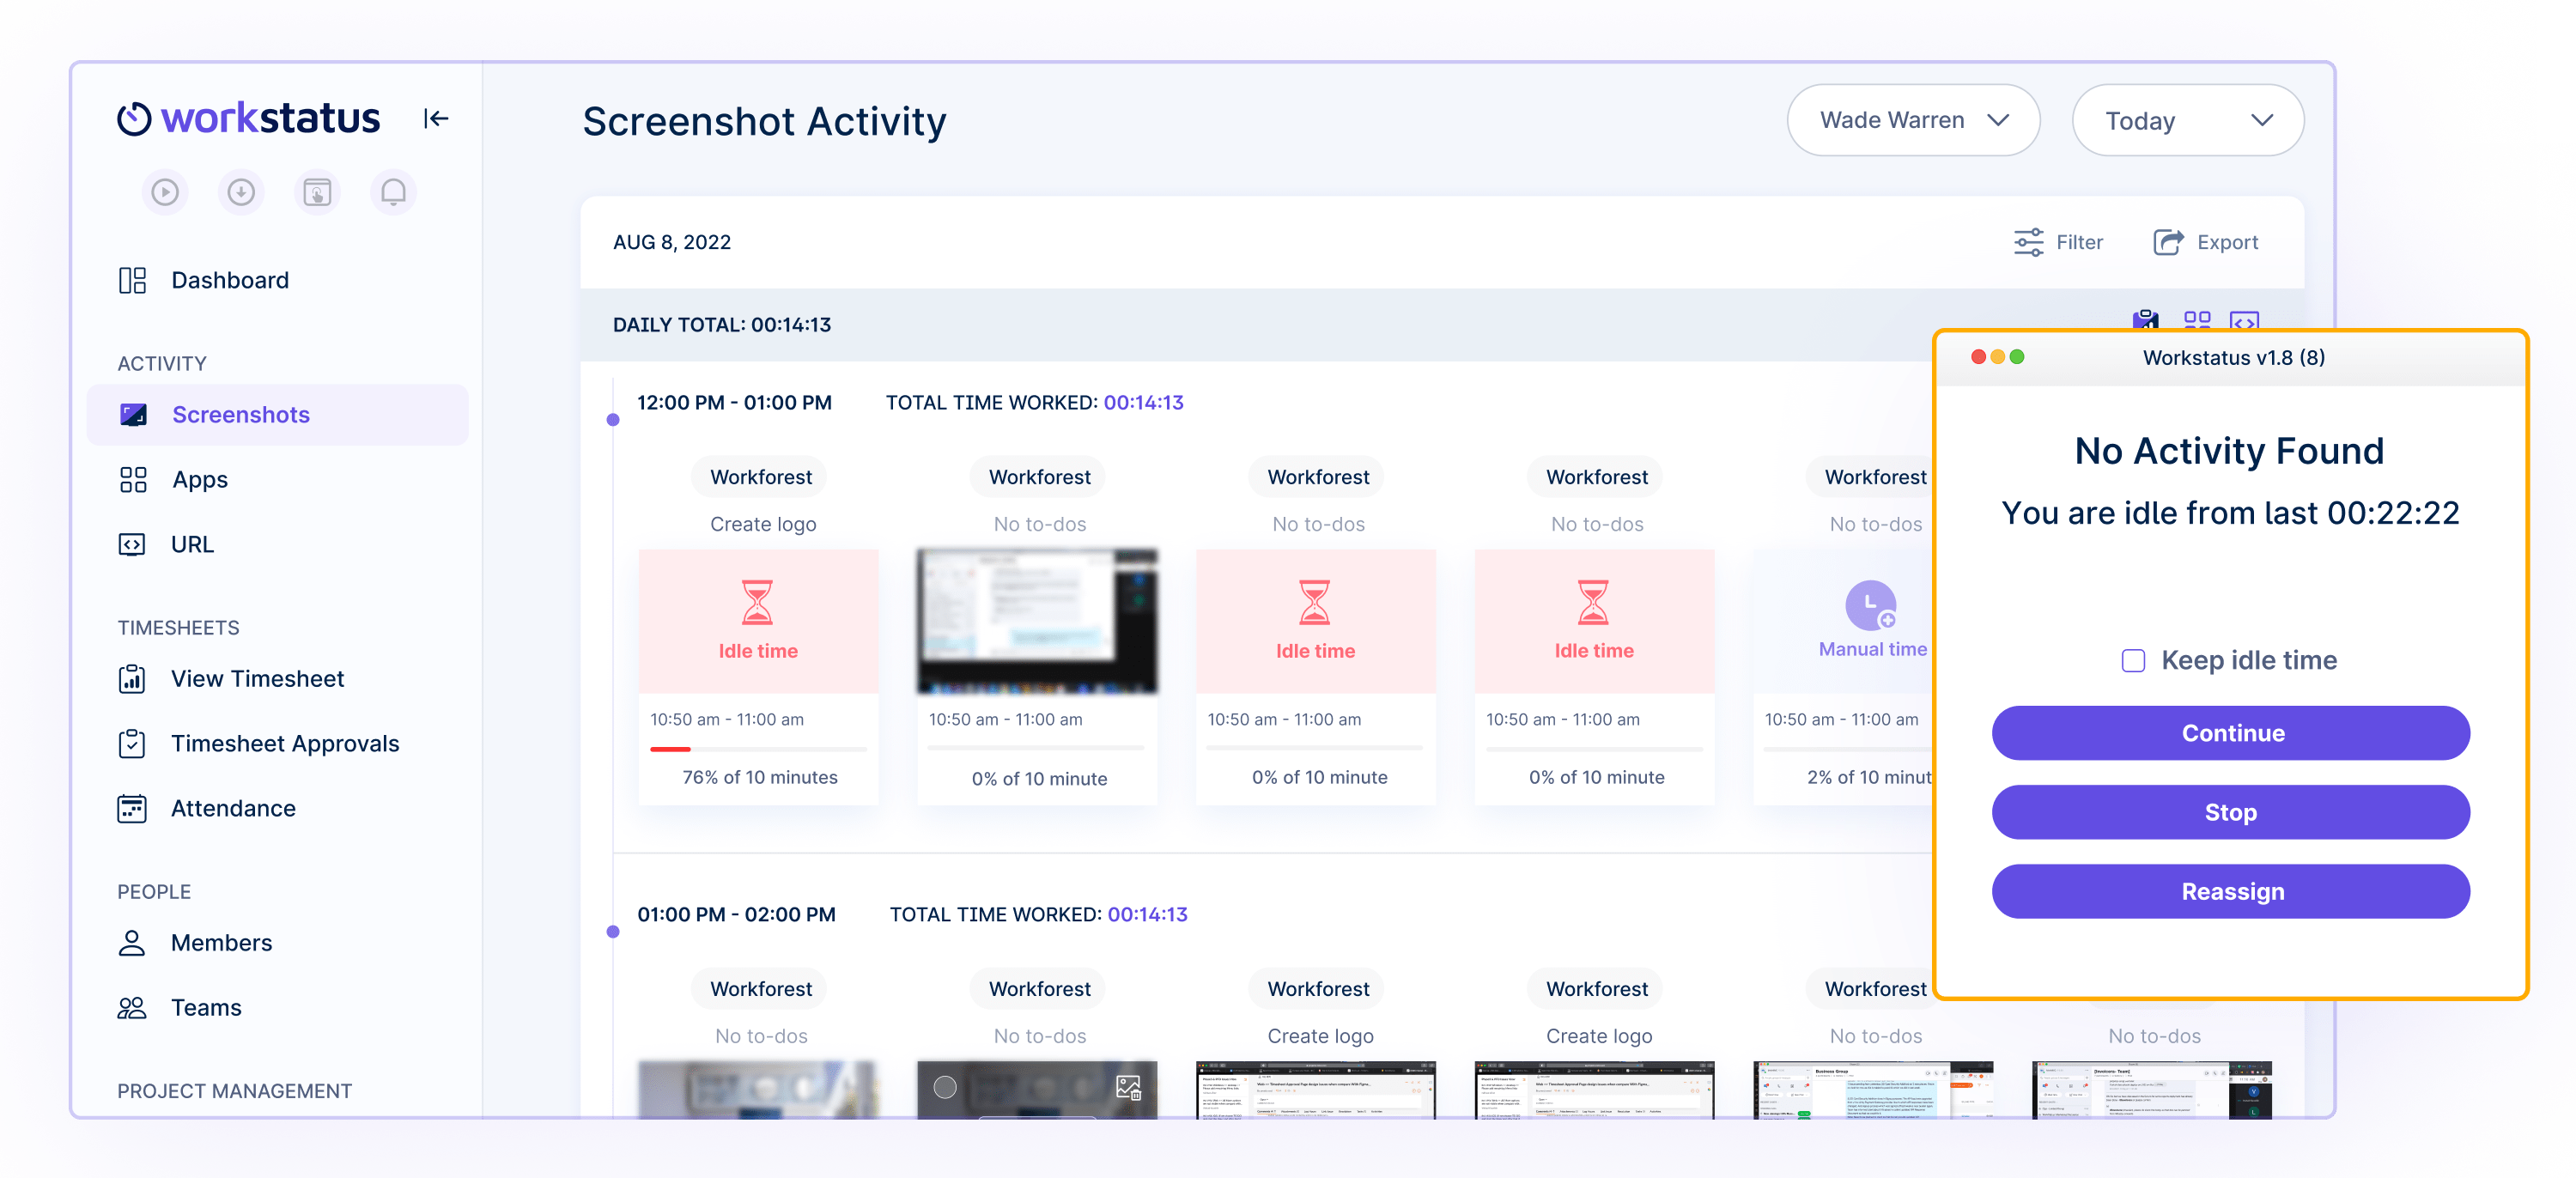 workstatus
Dashboard
ACTIVITY
Screenshots
Apps
URL
TIMESHEETS
View Timesheet
Timesheet Approvals
Attendance
PEOPLE
Members
Teams
PROJECT MANAGEMENT
Screenshot Activity
Wade Warren
Today
AUG 8, 2022
Filter
Export
DAILY TOTAL: 00:14:13
12:00 PM - 01:00 PM TOTAL TIME WORKED: 00:14:13
Workforest Workforest Workforest Workforest Workforest
Create logo No to-dos No to-dos No to-dos No to-dos
Idle time Idle time Idle time Manual time
10:50 am - 11:00 am 10:50 am - 11:00 am 10:50 am - 11:00 am 10:50 am - 11:00 am 10:50 am - 11:00 am
76% of 10 minutes 0% of 10 minute 0% of 10 minute 0% of 10 minute 2% of 10 minut
01:00 PM - 02:00 PM TOTAL TIME WORKED: 00:14:13
Workforest Workforest Workforest Workforest Workforest
No to-dos No to-dos Create logo Create logo No to-dos No to-dos
Business Group
Workstatus v1.8 (8)
No Activity Found
You are idle from last 00:22:22
Keep idle time
Continue
Stop
Reassign